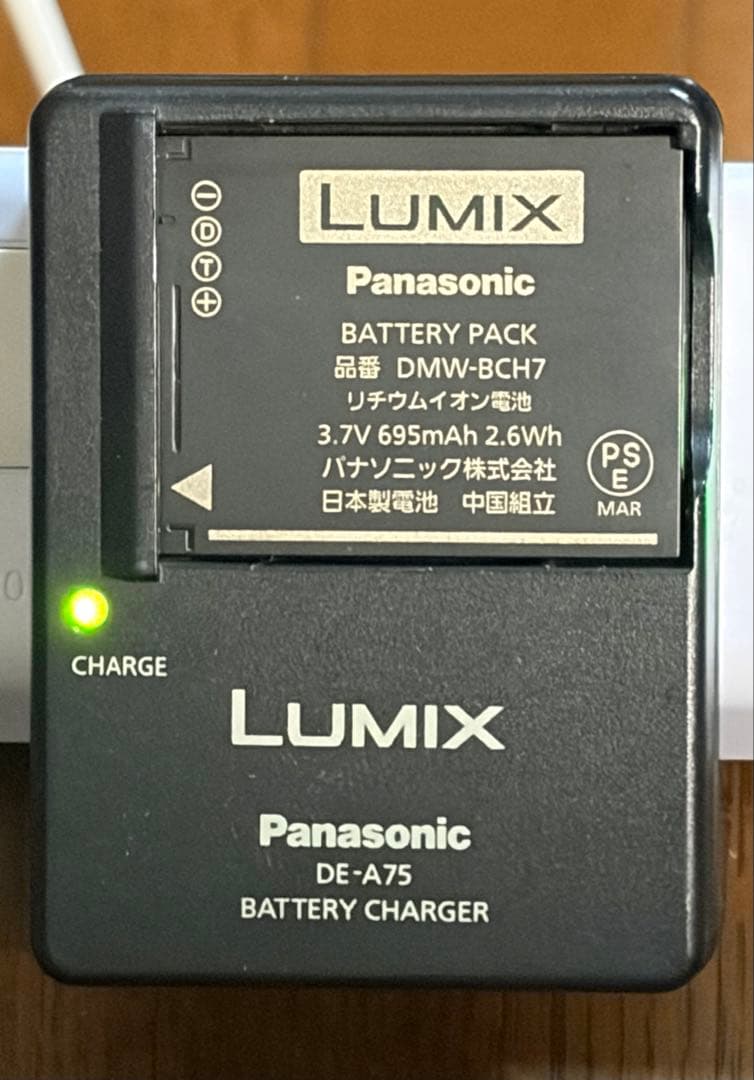 LUMIX
Panasonic
BATTERY PACK
品番 DMW-BCH7
リチウムイオン電池
3.7V 695mAh 2.6Wh
パナソニック株式会社
日本製電池 中国組立
− D T +
PS
E
MAR
CHARGE
LUMIX
Panasonic
DE-A75
BATTERY CHARGER
0